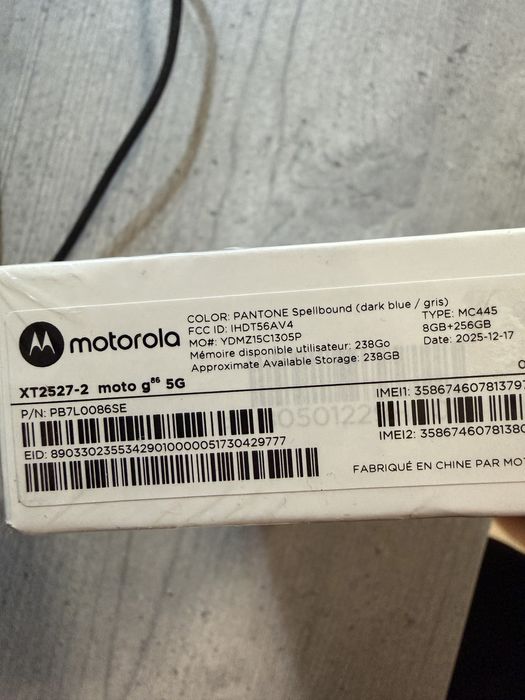 motorola
COLOR: PANTONE Spellbound (dark blue / gris)
FCC ID: IHDT56AV4
TYPE: MC445
MO#: YDMZ15C1305P
8GB+256GB
Mémoire disponible utilisateur: 238Go
Date: 2025-12-17
Approximate Available Storage: 238GB
XT2527-2 moto g⁸⁶ 5G
P/N: PB7L0086SE
IMEI1: 35867460781379
EID: 89033023553429010000051730429777
IMEI2: 3586746078138
FABRIQUÉ EN CHINE PAR